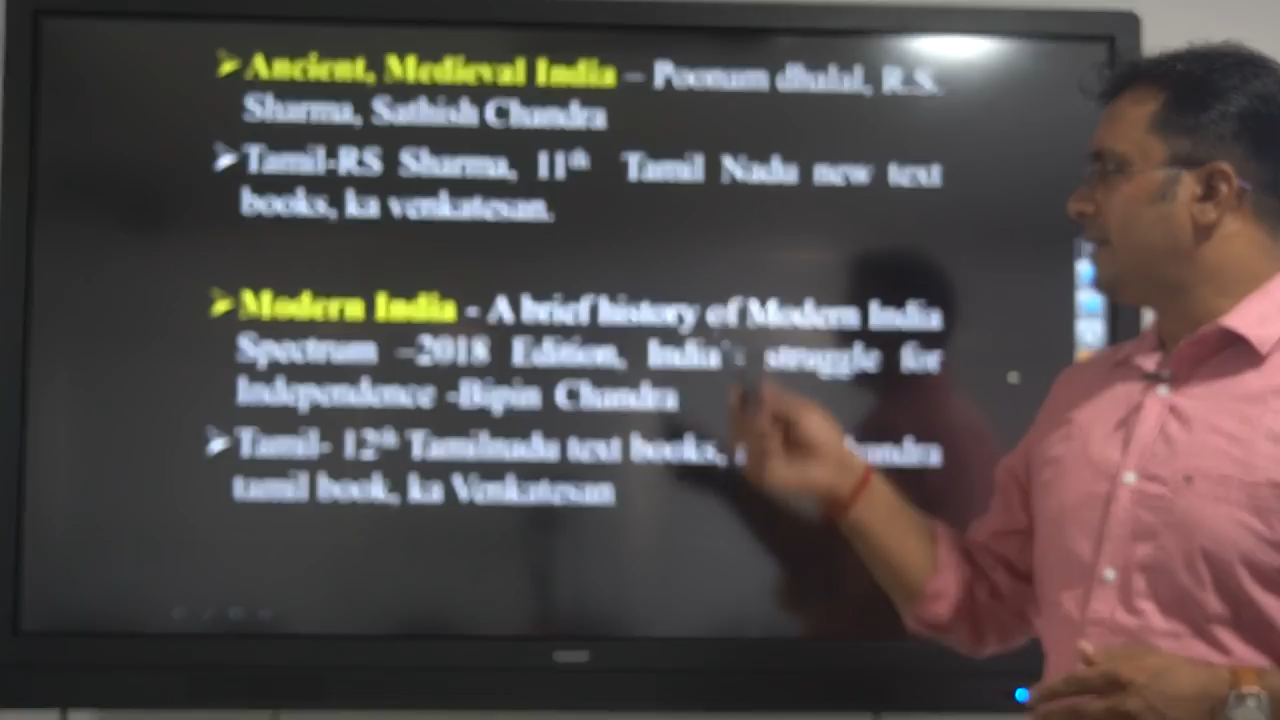 ➢Ancient, Medieval India – Poonam dhalal, R.S.
Sharma, Sathish Chandra
➢Tamil-RS Sharma, 11th Tamil Nadu new text
books, ka venkatesan.
➢Modern India - A brief history of Modern India
Spectrum –2018 Edition, India's struggle for
Independence -Bipin Chandra
➢Tamil- 12th Tamilnadu text books,
tamil book, ka Venkatesan